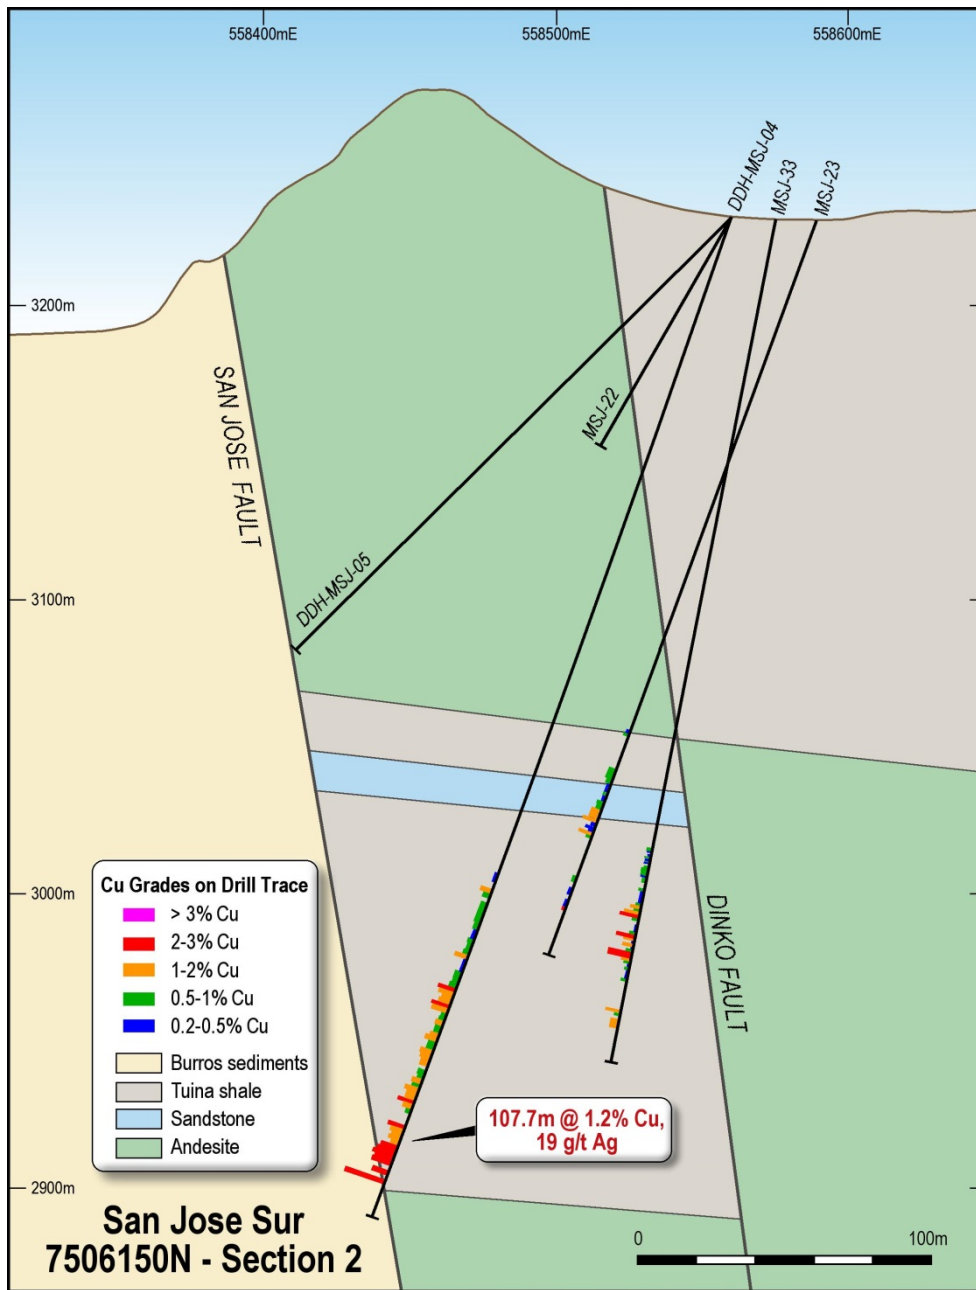 558400mE
558500mE
558600mE
DDH-MSJ-04
MSJ-33
MSJ-23
3200m
SAN JOSE FAULT
MSJ-22
DDH-MSJ-05
3100m
3000m
DINKO FAULT
Cu Grades on Drill Trace
> 3% Cu
2-3% Cu
1-2% Cu
0.5-1% Cu
0.2-0.5% Cu
Burros sediments
Tuina shale
Sandstone
Andesite
107.7m @ 1.2% Cu,
19 g/t Ag
2900m
San Jose Sur
7506150N - Section 2
0
100m